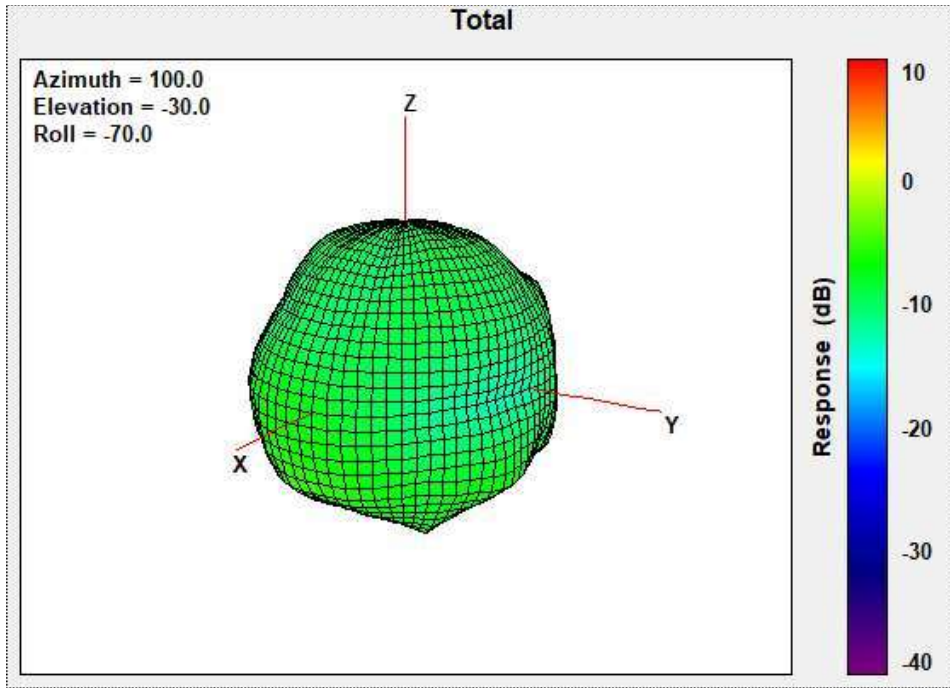 Total
Azimuth = 100.0
Elevation = -30.0
Roll = -70.0
Z
X
Y
10
0
-10
-20
-30
-40
Response (dB)